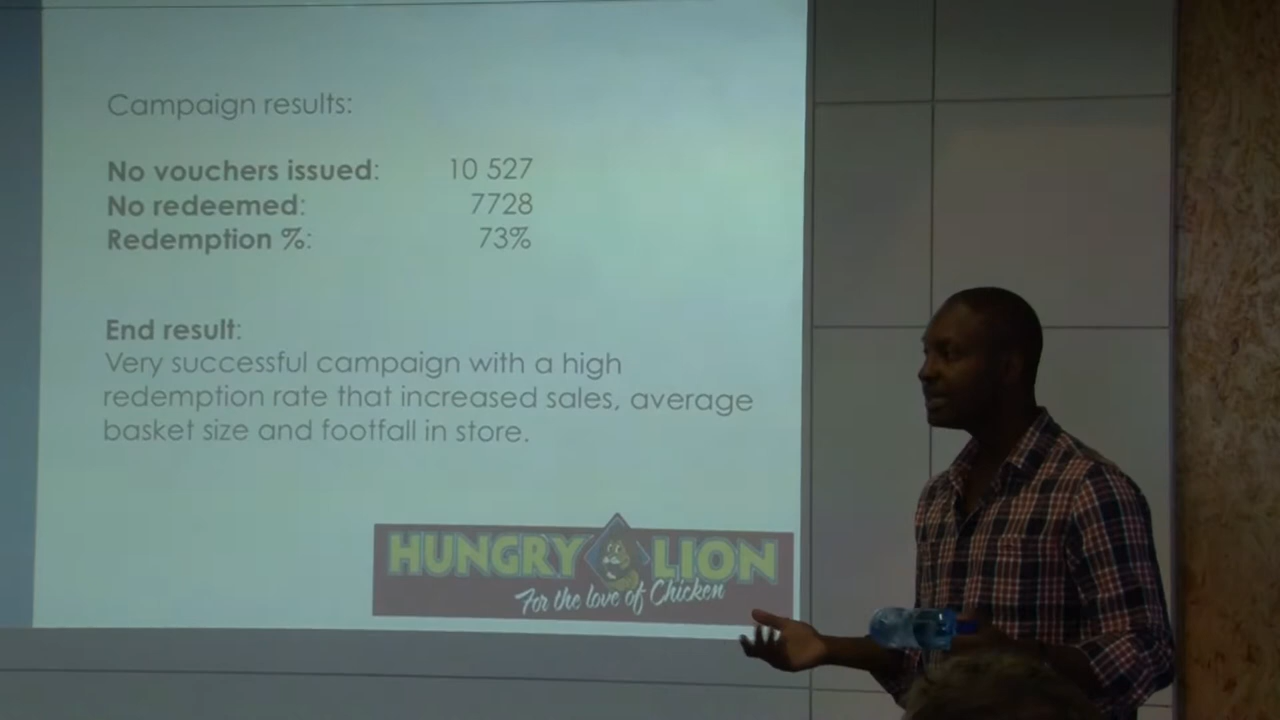 Campaign results:
No vouchers issued: 10 527
No redeemed: 7728
Redemption %: 73%
End result:
Very successful campaign with a high
redemption rate that increased sales, average
basket size and footfall in store.
HUNGRY LION
For the love of Chicken